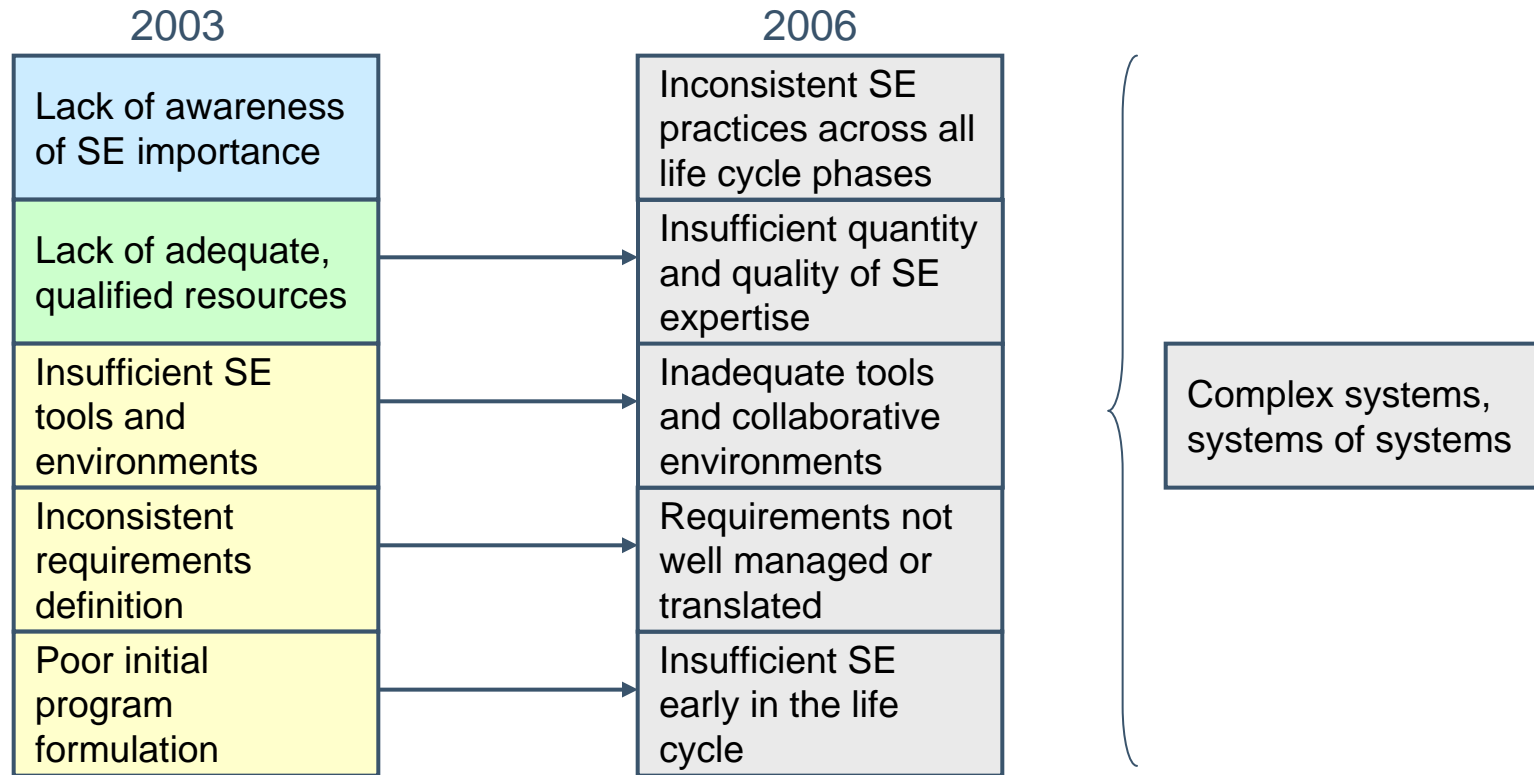 2003
2006
Lack of awareness
of SE importance
Inconsistent SE
practices across all
life cycle phases
Lack of adequate,
qualified resources
Insufficient quantity
and quality of SE
expertise
Insufficient SE
tools and
environments
Inadequate tools
and collaborative
environments
Inconsistent
requirements
definition
Requirements not
well managed or
translated
Poor initial
program
formulation
Insufficient SE
early in the life
cycle
Complex systems,
systems of systems